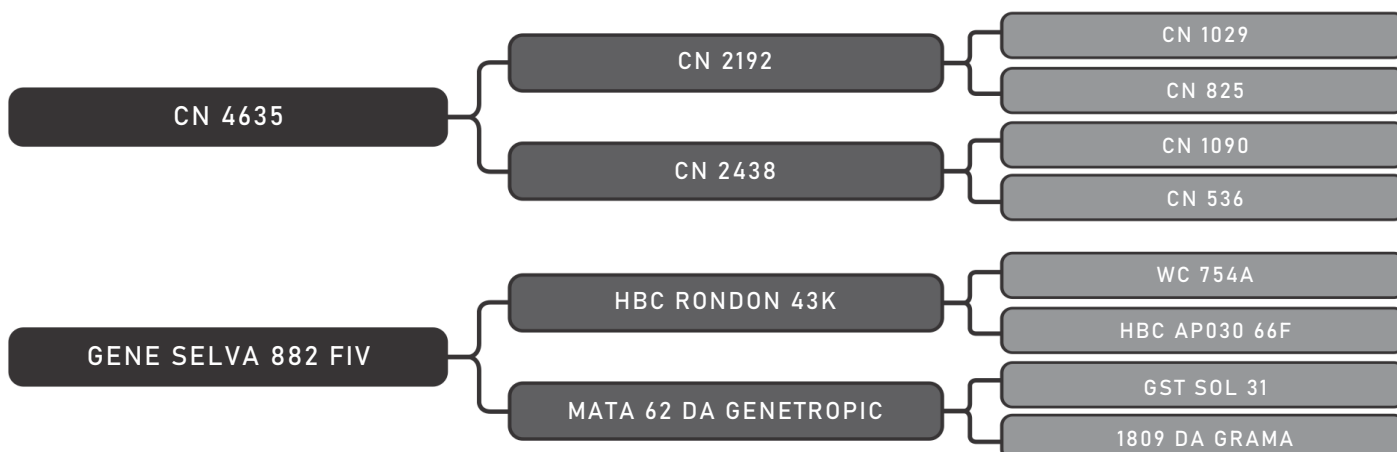 CN 4635
CN 2192
CN 1029
CN 825
CN 2438
CN 1090
CN 536
GENE SELVA 882 FIV
HBC RONDON 43K
WC 754A
HBC AP030 66F
MATA 62 DA GENETROPIC
GST SOL 31
1809 DA GRAMA